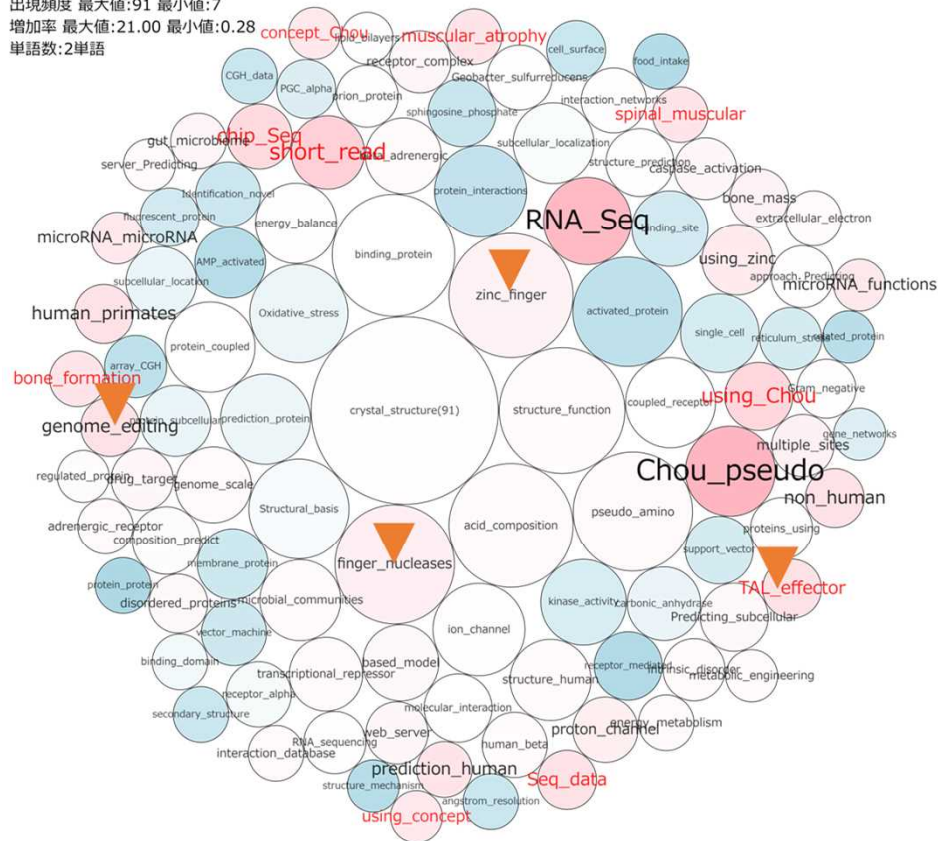 出現頻度 最大値:91 最小値:7
増加率 最大値:21.00 最小値:0.28
単語数:2単語
concept_Chou
lipid_bilayers
muscular_atrophy
receptor_complex
cell_surface
food_intake
CGH_data
PGC_alpha
prion_protein
Geobacter_sulfurreducens
interaction_networks
spinal_muscular
sphingosine_phosphate
chip_Seq
gut_microbiome
short_read
subcellular_localization
server_Predicting
structure_prediction
caspase_activation
Identification_novel
protein_interactions
bone_mass
fluorescent_protein
energy_balance
RNA_Seq
extracellular_electron
microRNA_microRNA
binding_protein
binding_site
using_zinc
AMP_activated
approach_Predicting
subcellular_location
microRNA_functions
zinc_finger
human_primates
Oxidative_stress
activated_protein
single_cell
reticulum_stress
related_protein
protein_coupled
array_CGH
bone_formation
Gram_negative
using_Chou
coupled_receptor
crystal_structure(91)
structure_function
genome_editing
protein_subcellular
prediction_protein
gene_networks
multiple_sites
Chou_pseudo
regulated_protein
drug_target
genome_scale
non_human
Structural_basis
pseudo_amino
acid_composition
adrenergic_receptor
proteins_using
composition_predict
support_vector
membrane_protein
finger_nucleases
protein_protein
TAL_effector
disordered_proteins
microbial_communities
kinase_activity
carbonic_anhydrase
Predicting_subcellular
ion_channel
vector_machine
binding_domain
based_model
transcriptional_repressor
receptor_mediated
intrinsic_disorder
metabolic_engineering
structure_human
receptor_alpha
molecular_interaction
secondary_structure
energy_metabolism
proton_channel
web_server
RNA_sequencing
human_beta
interaction_database
prediction_human
Seq_data
structure_mechanism
angstrom_resolution
using_concept